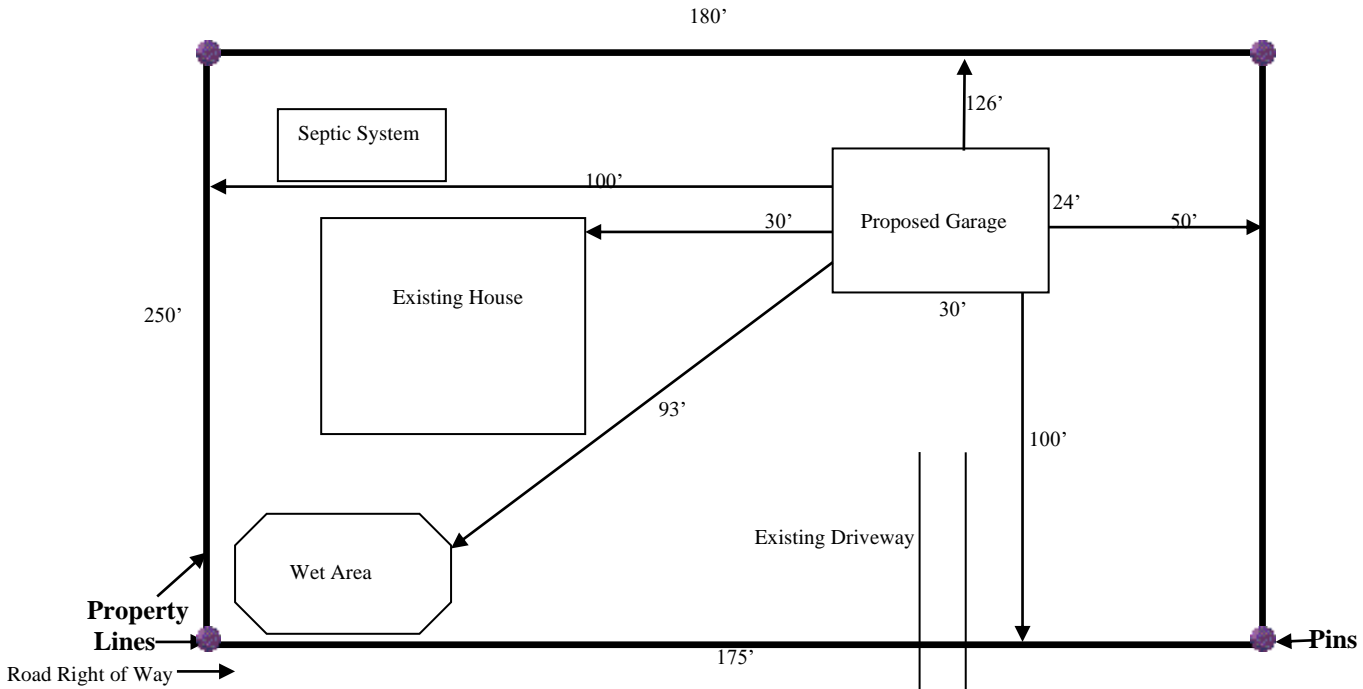 180’
126’
Septic System
100’
24’
30’
Proposed Garage
50’
Existing House
30’
250’
93’
100’
Existing Driveway
Wet Area
Property
Lines
Pins
175’
Road Right of Way